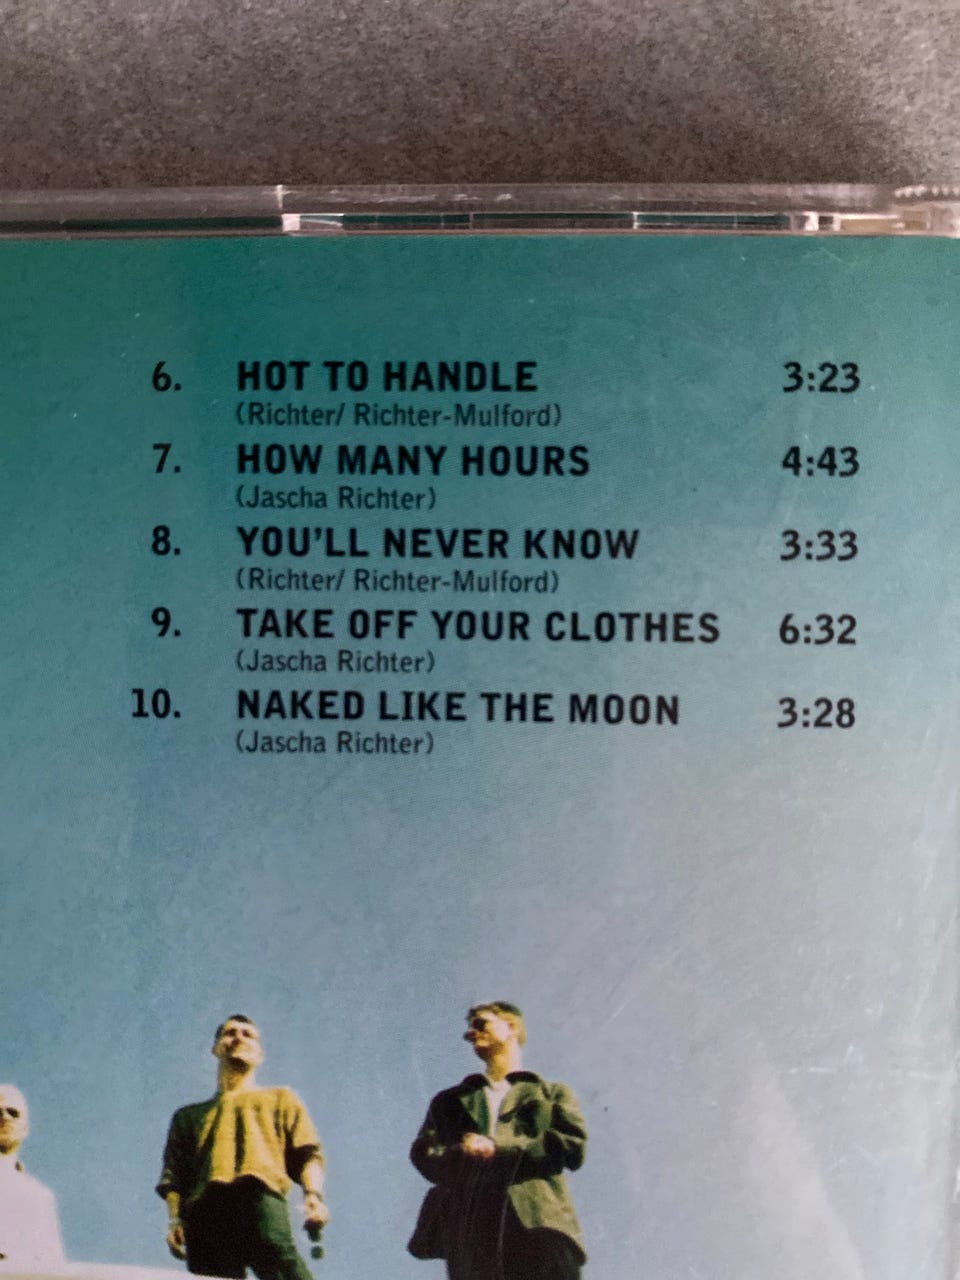 6. HOT TO HANDLE 3:23
(Richter/ Richter-Mulford)
7. HOW MANY HOURS 4:43
(Jascha Richter)
8. YOU'LL NEVER KNOW 3:33
(Richter/ Richter-Mulford)
9. TAKE OFF YOUR CLOTHES 6:32
(Jascha Richter)
10. NAKED LIKE THE MOON 3:28
(Jascha Richter)